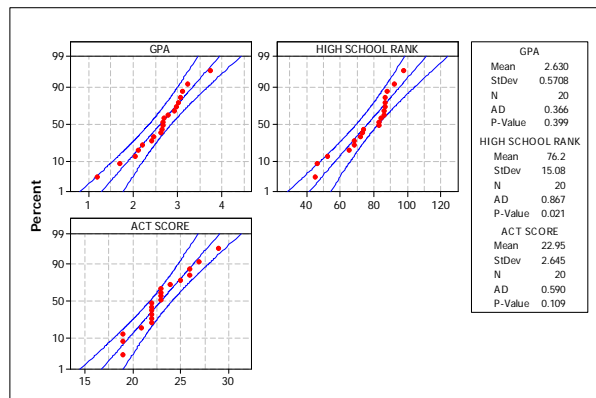 GPA
HIGH SCHOOL RANK
99
90
50
10
1
1
2
3
4
40
60
80
100
120
Percent
ACT SCORE
99
90
50
10
1
15
20
25
30
GPA
Mean 2.630
StDev 0.5708
N 20
AD 0.366
P-Value 0.399
HIGH SCHOOL RANK
Mean 76.2
StDev 15.08
N 20
AD 0.867
P-Value 0.021
ACT SCORE
Mean 22.95
StDev 2.645
N 20
AD 0.590
P-Value 0.109
99
90
50
10
1